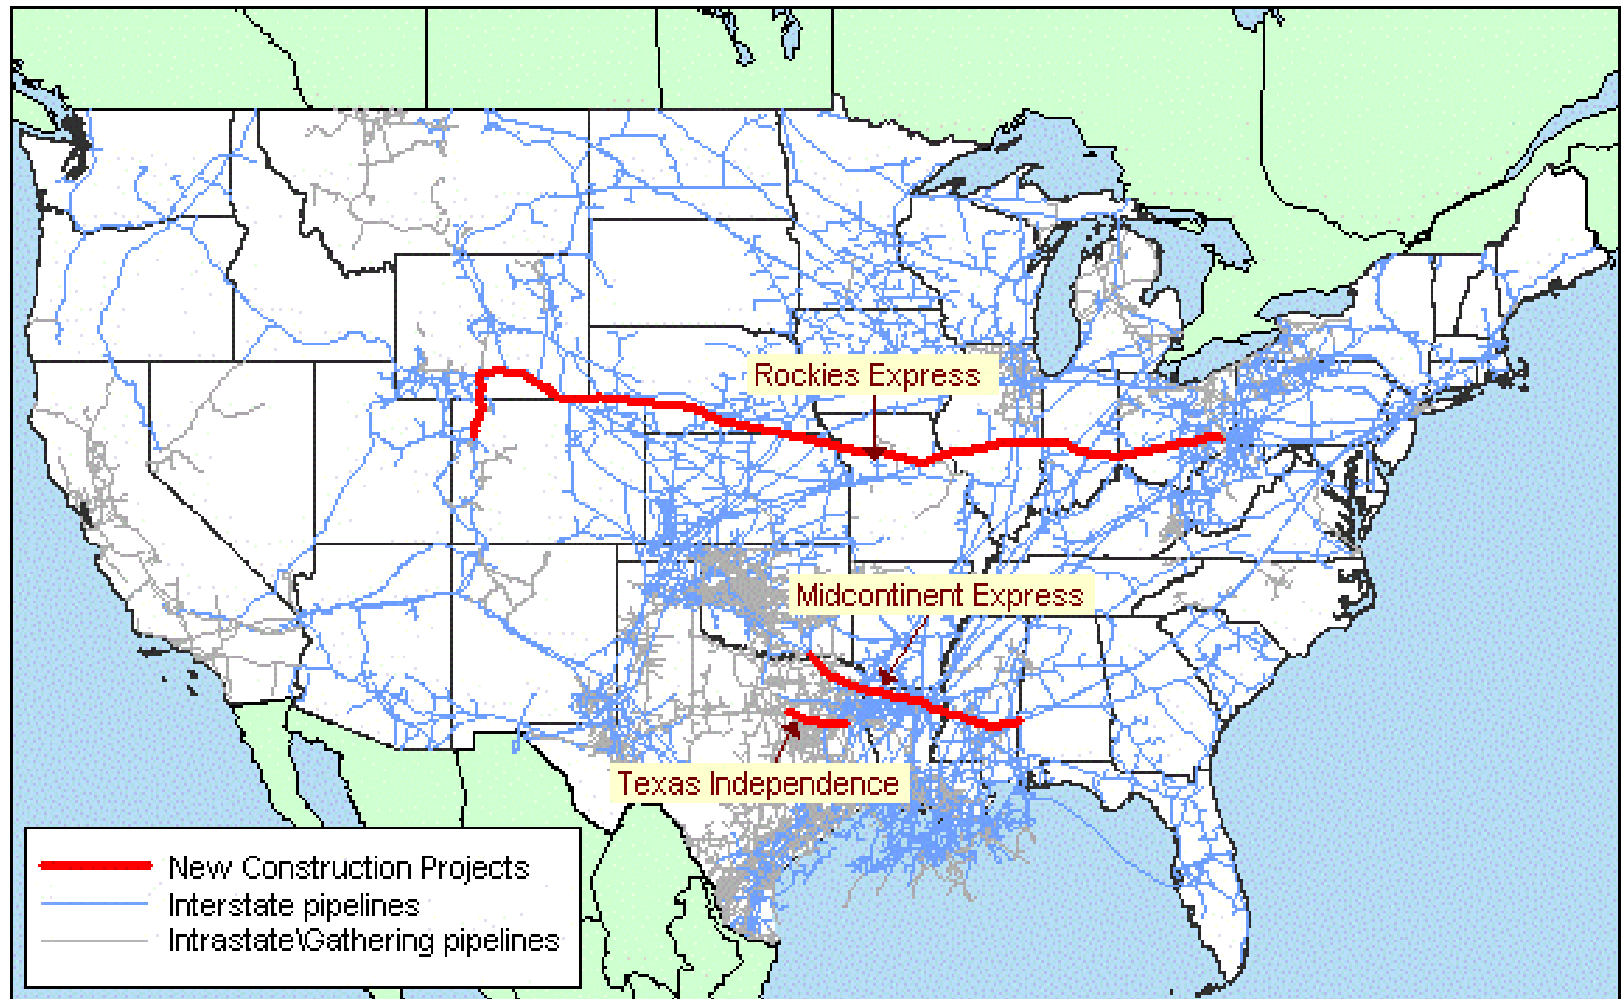 Rockies Express
Midcontinent Express
Texas Independence
New Construction Projects
Interstate pipelines
Intrastate\Gathering pipelines